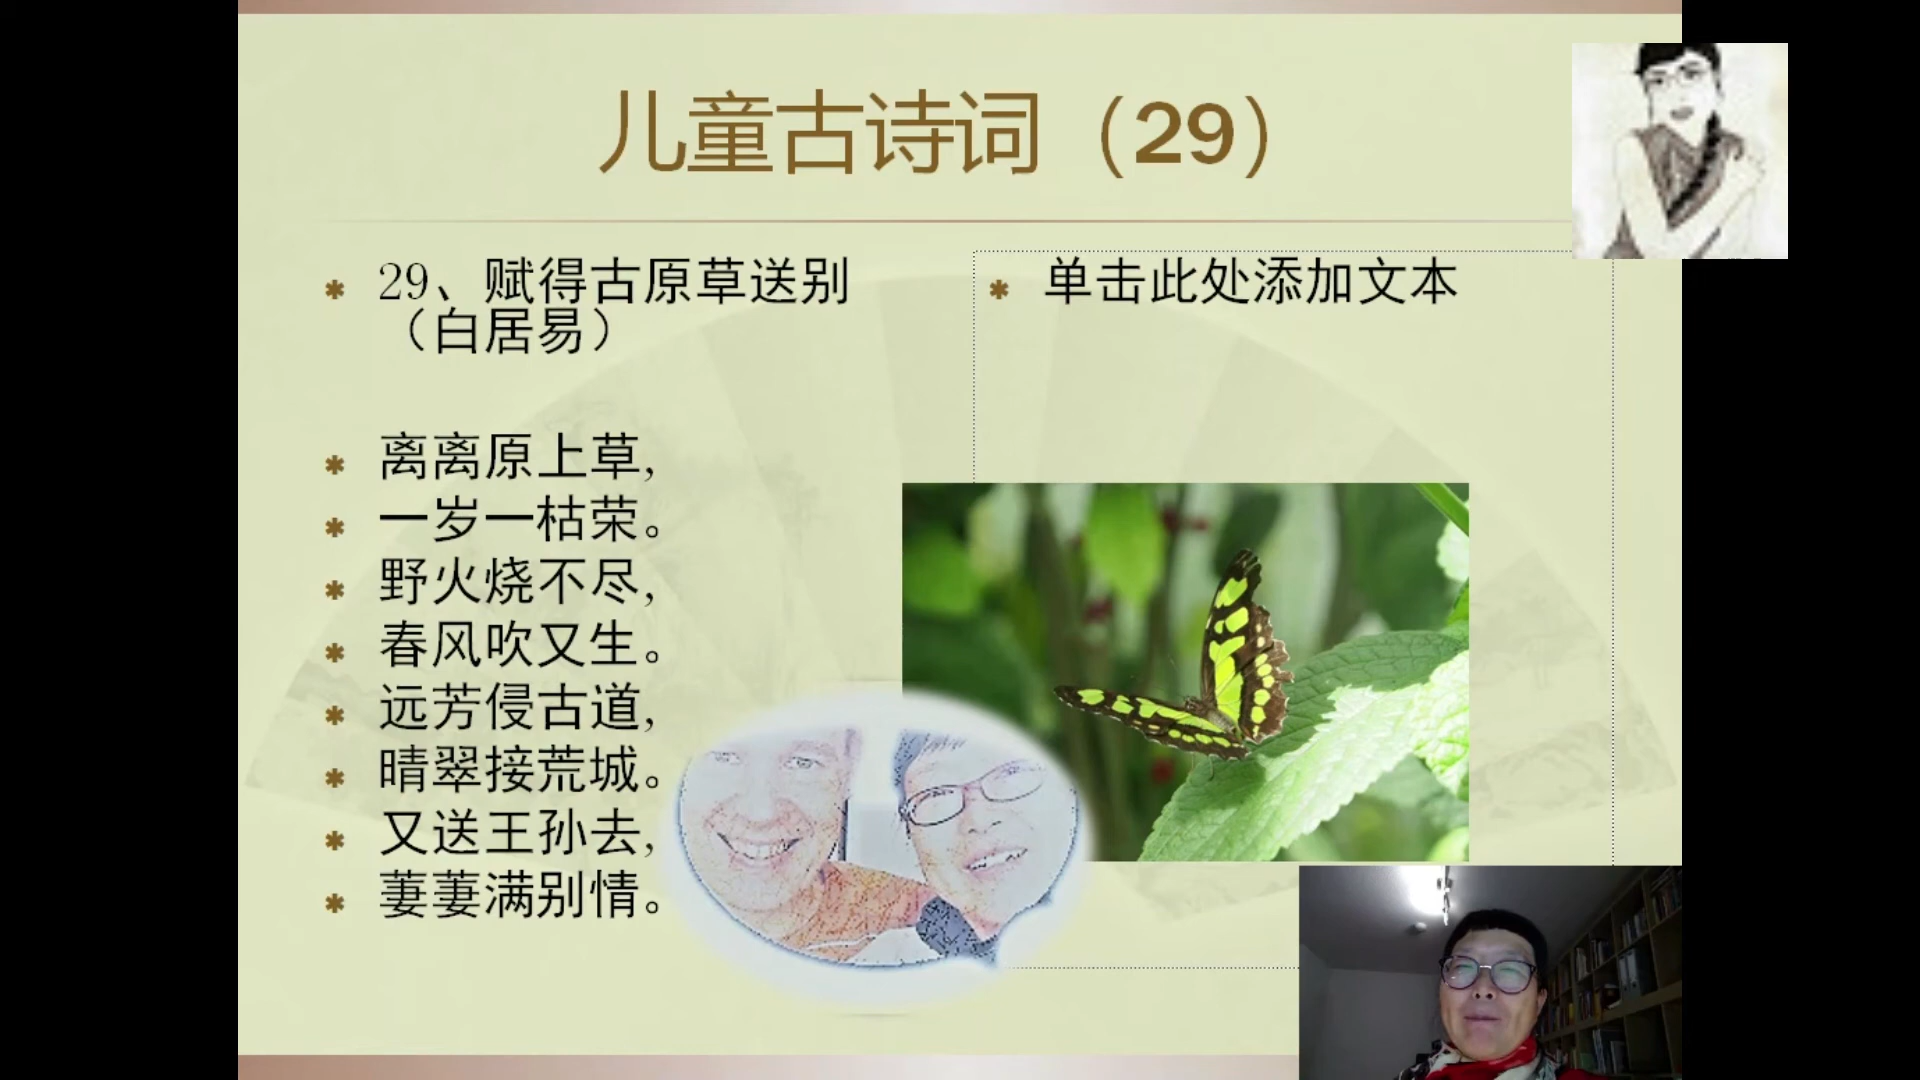 儿童古诗词（29）
29、赋得古原草送别
（白居易）
离离原上草，
一岁一枯荣。
野火烧不尽，
春风吹又生。
远芳侵古道，
晴翠接荒城。
又送王孙去，
萋萋满别情。
单击此处添加文本